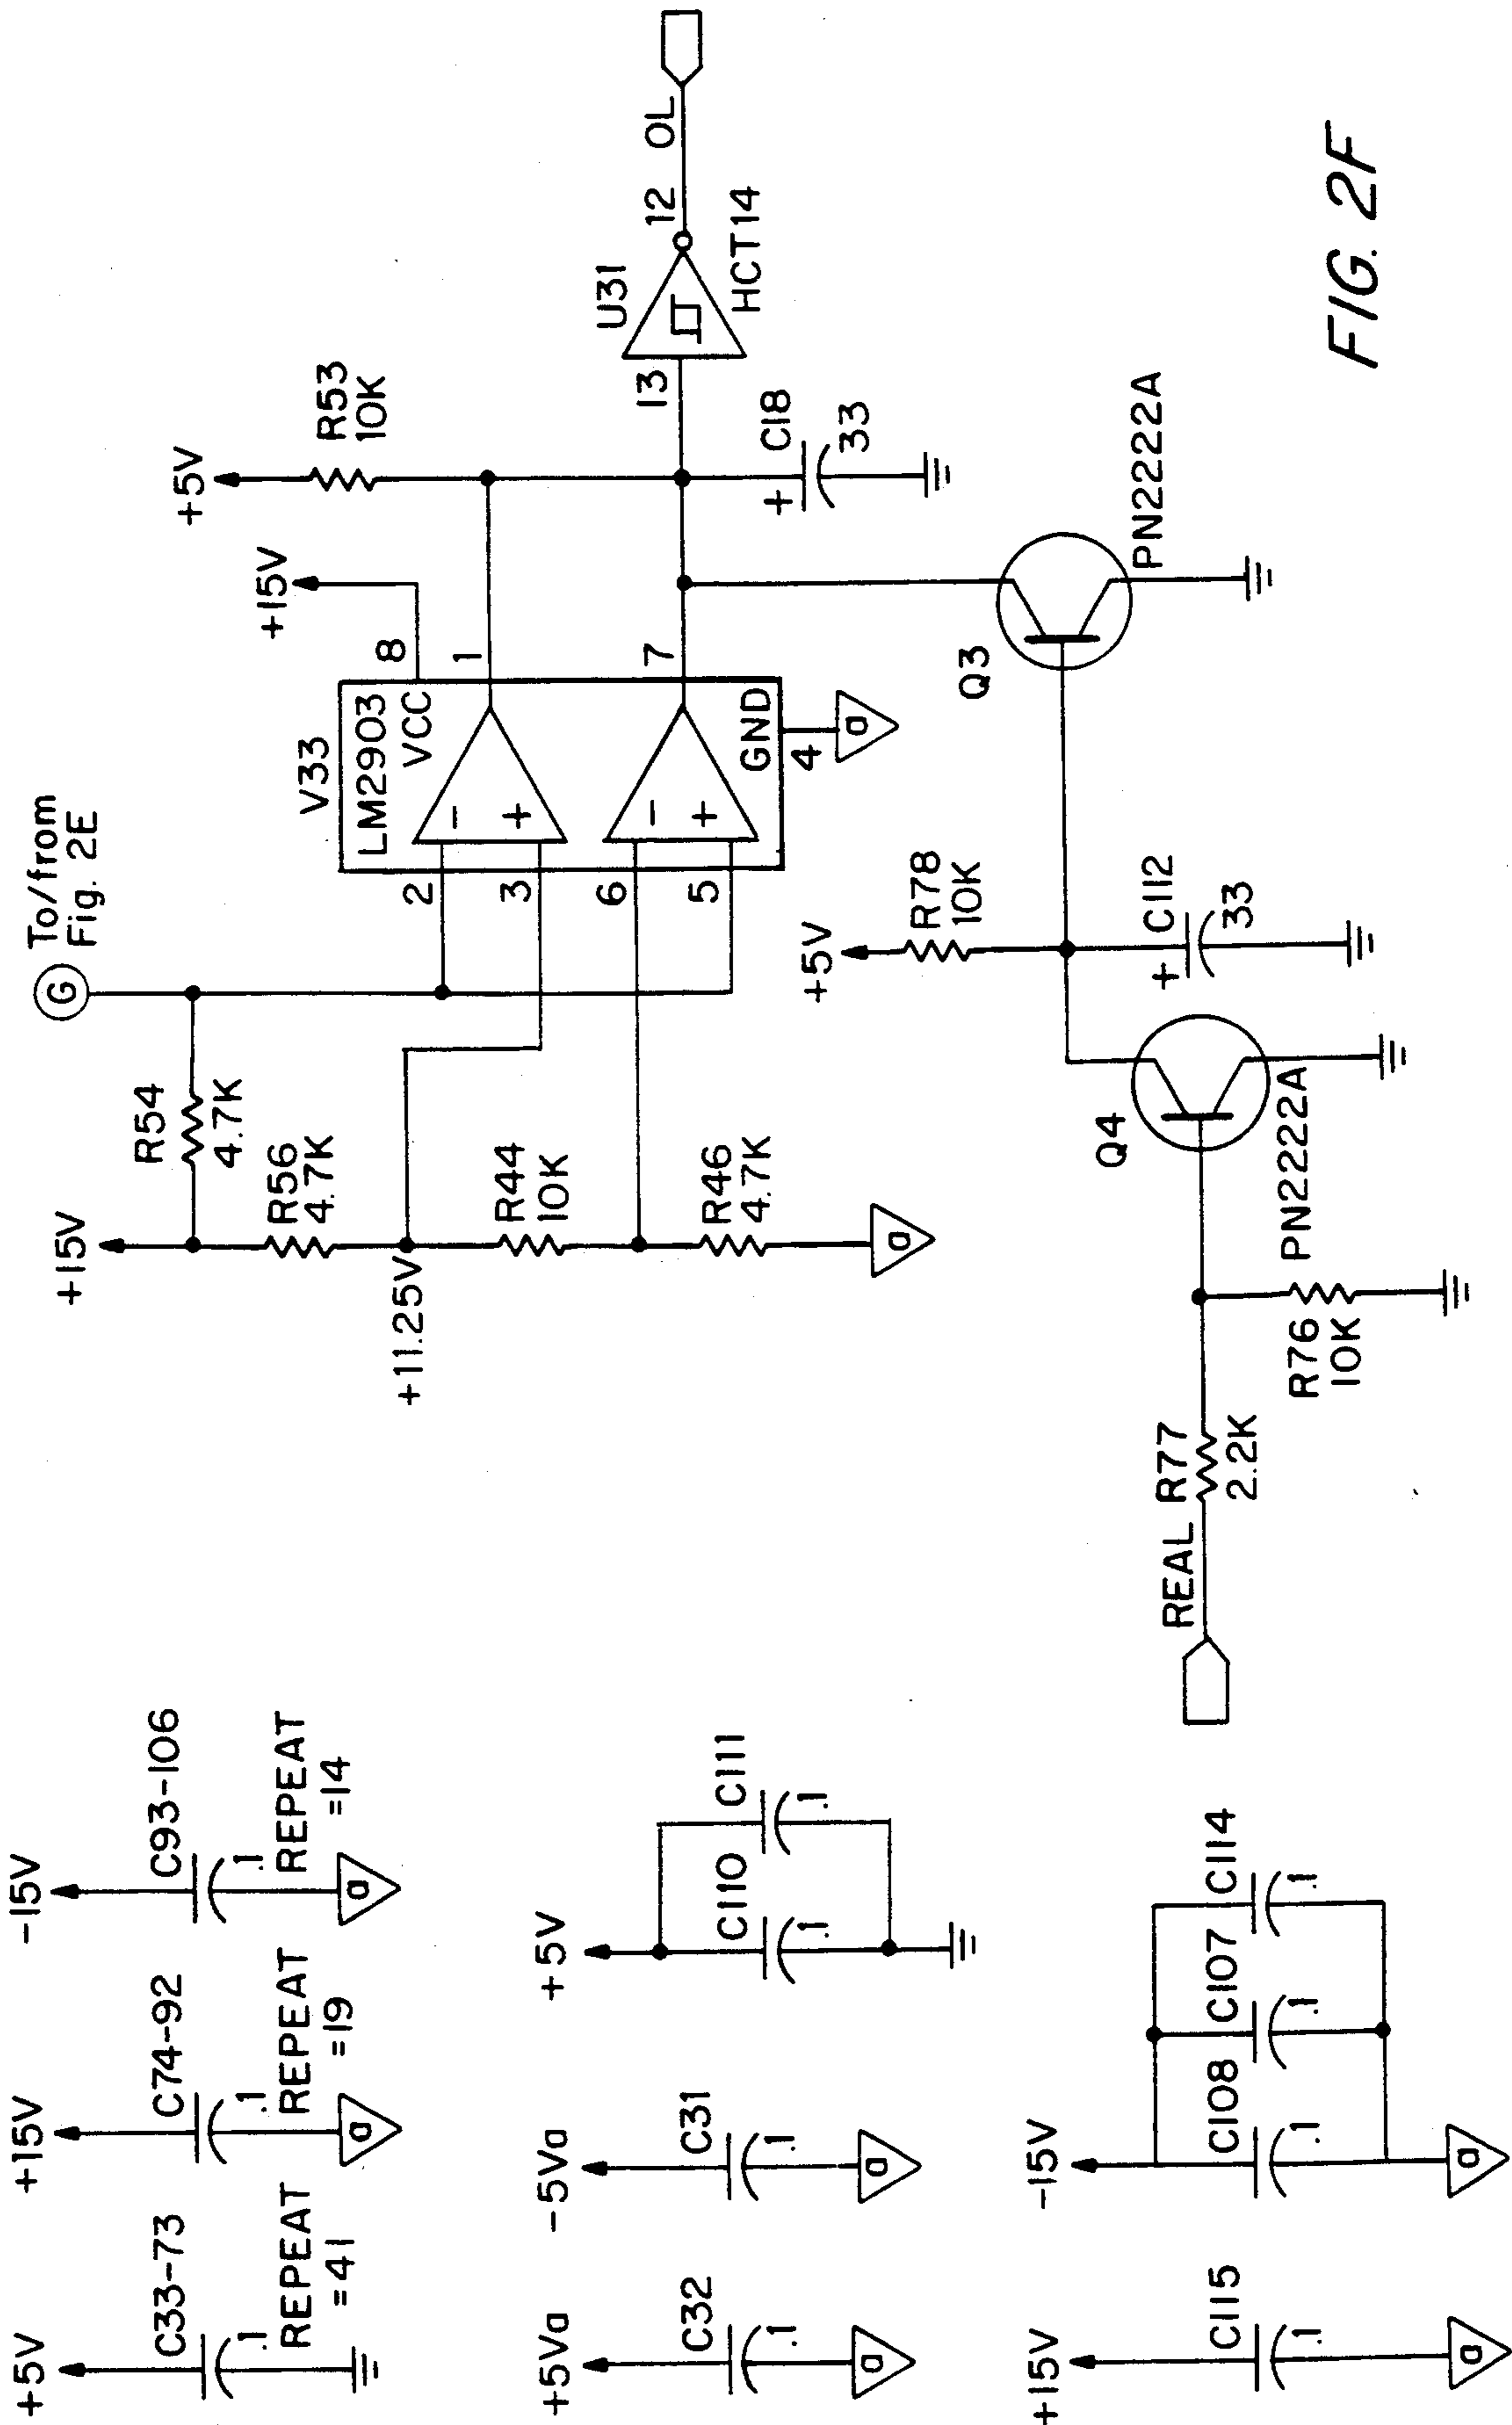 +5V
C33-73
.1
REPEAT
=41
+15V
C74-92
.1
REPEAT
=19
a
-15V
C93-106
.1
REPEAT
=14
a
+5Va
C32
.1
a
-5Va
C31
.1
a
+5V
C110
.1
C111
.1
+15V
C115
.1
a
-15V
C108
.1
C107
.1
C114
.1
a
G
To/from
Fig. 2E
+15V
R54
4.7K
R56
4.7K
+11.25V
R44
10K
R46
4.7K
a
V33
LM2903
VCC
8
+15V
2
-
3
+
1
6
-
5
+
7
GND
4
a
+5V
R53
10K
C18
+
33
13
U31
HCT14
12
OL
REAL
R77
2.2K
R76
10K
Q4
PN2222A
+5V
R78
10K
C112
+
33
Q3
PN2222A
FIG. 2F